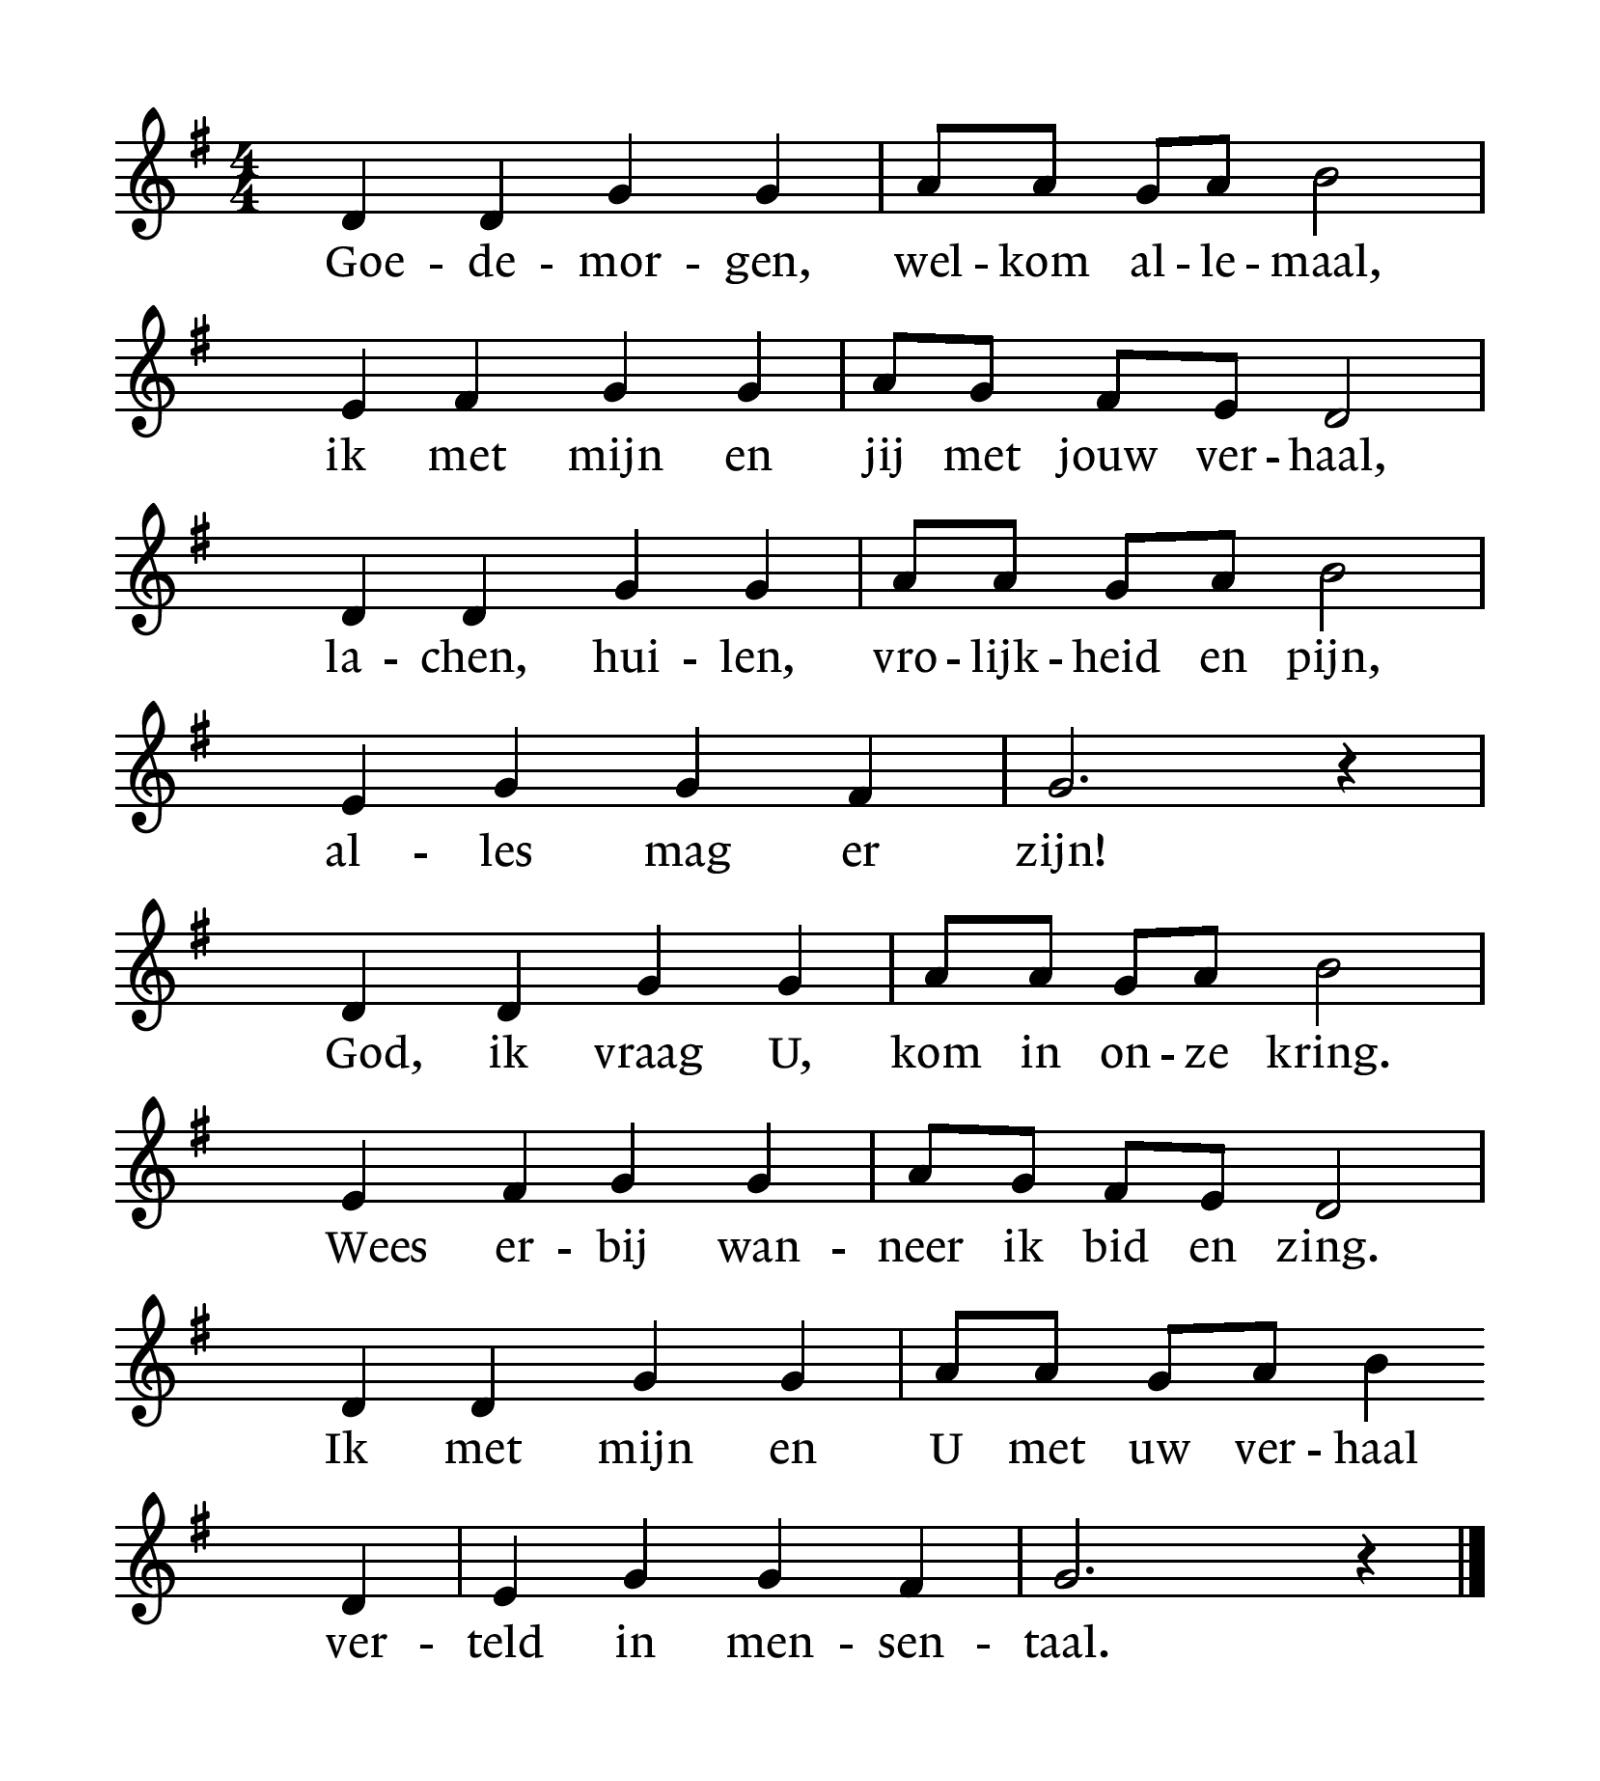 4/4
Goe - de - mor - gen, wel - kom al - le - maal,
ik met mijn en jij met jouw ver - haal,
la - chen, hui - len, vro - lijk - heid en pijn,
al - les mag er zijn!
God, ik vraag U, kom in on - ze kring.
Wees er - bij wan - neer ik bid en zing.
Ik met mijn en U met uw ver - haal
ver - teld in men - sen - taal.